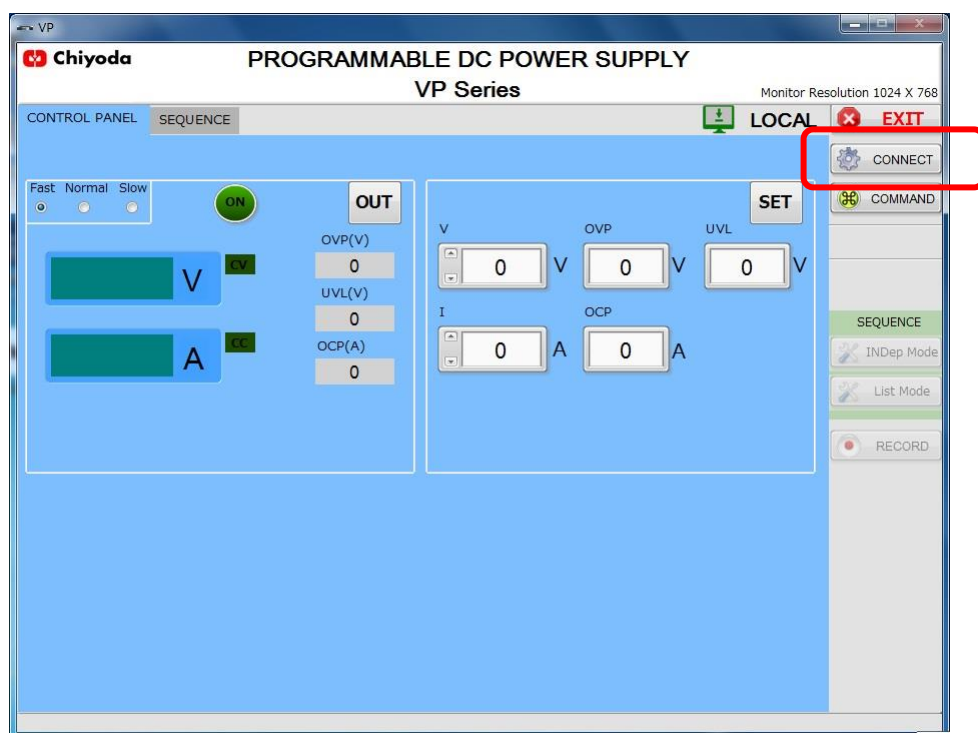 VP
Chiyoda
PROGRAMMABLE DC POWER SUPPLY
VP Series
Monitor Resolution 1024 X 768
CONTROL PANEL
SEQUENCE
LOCAL
EXIT
CONNECT
COMMAND
Fast Normal Slow
ON
OUT
V
CV
A
CC
OVP(V)
0
UVL(V)
0
OCP(A)
0
SET
V
0
V
OVP
0
V
UVL
0
V
I
0
A
OCP
0
A
SEQUENCE
INDep Mode
List Mode
RECORD